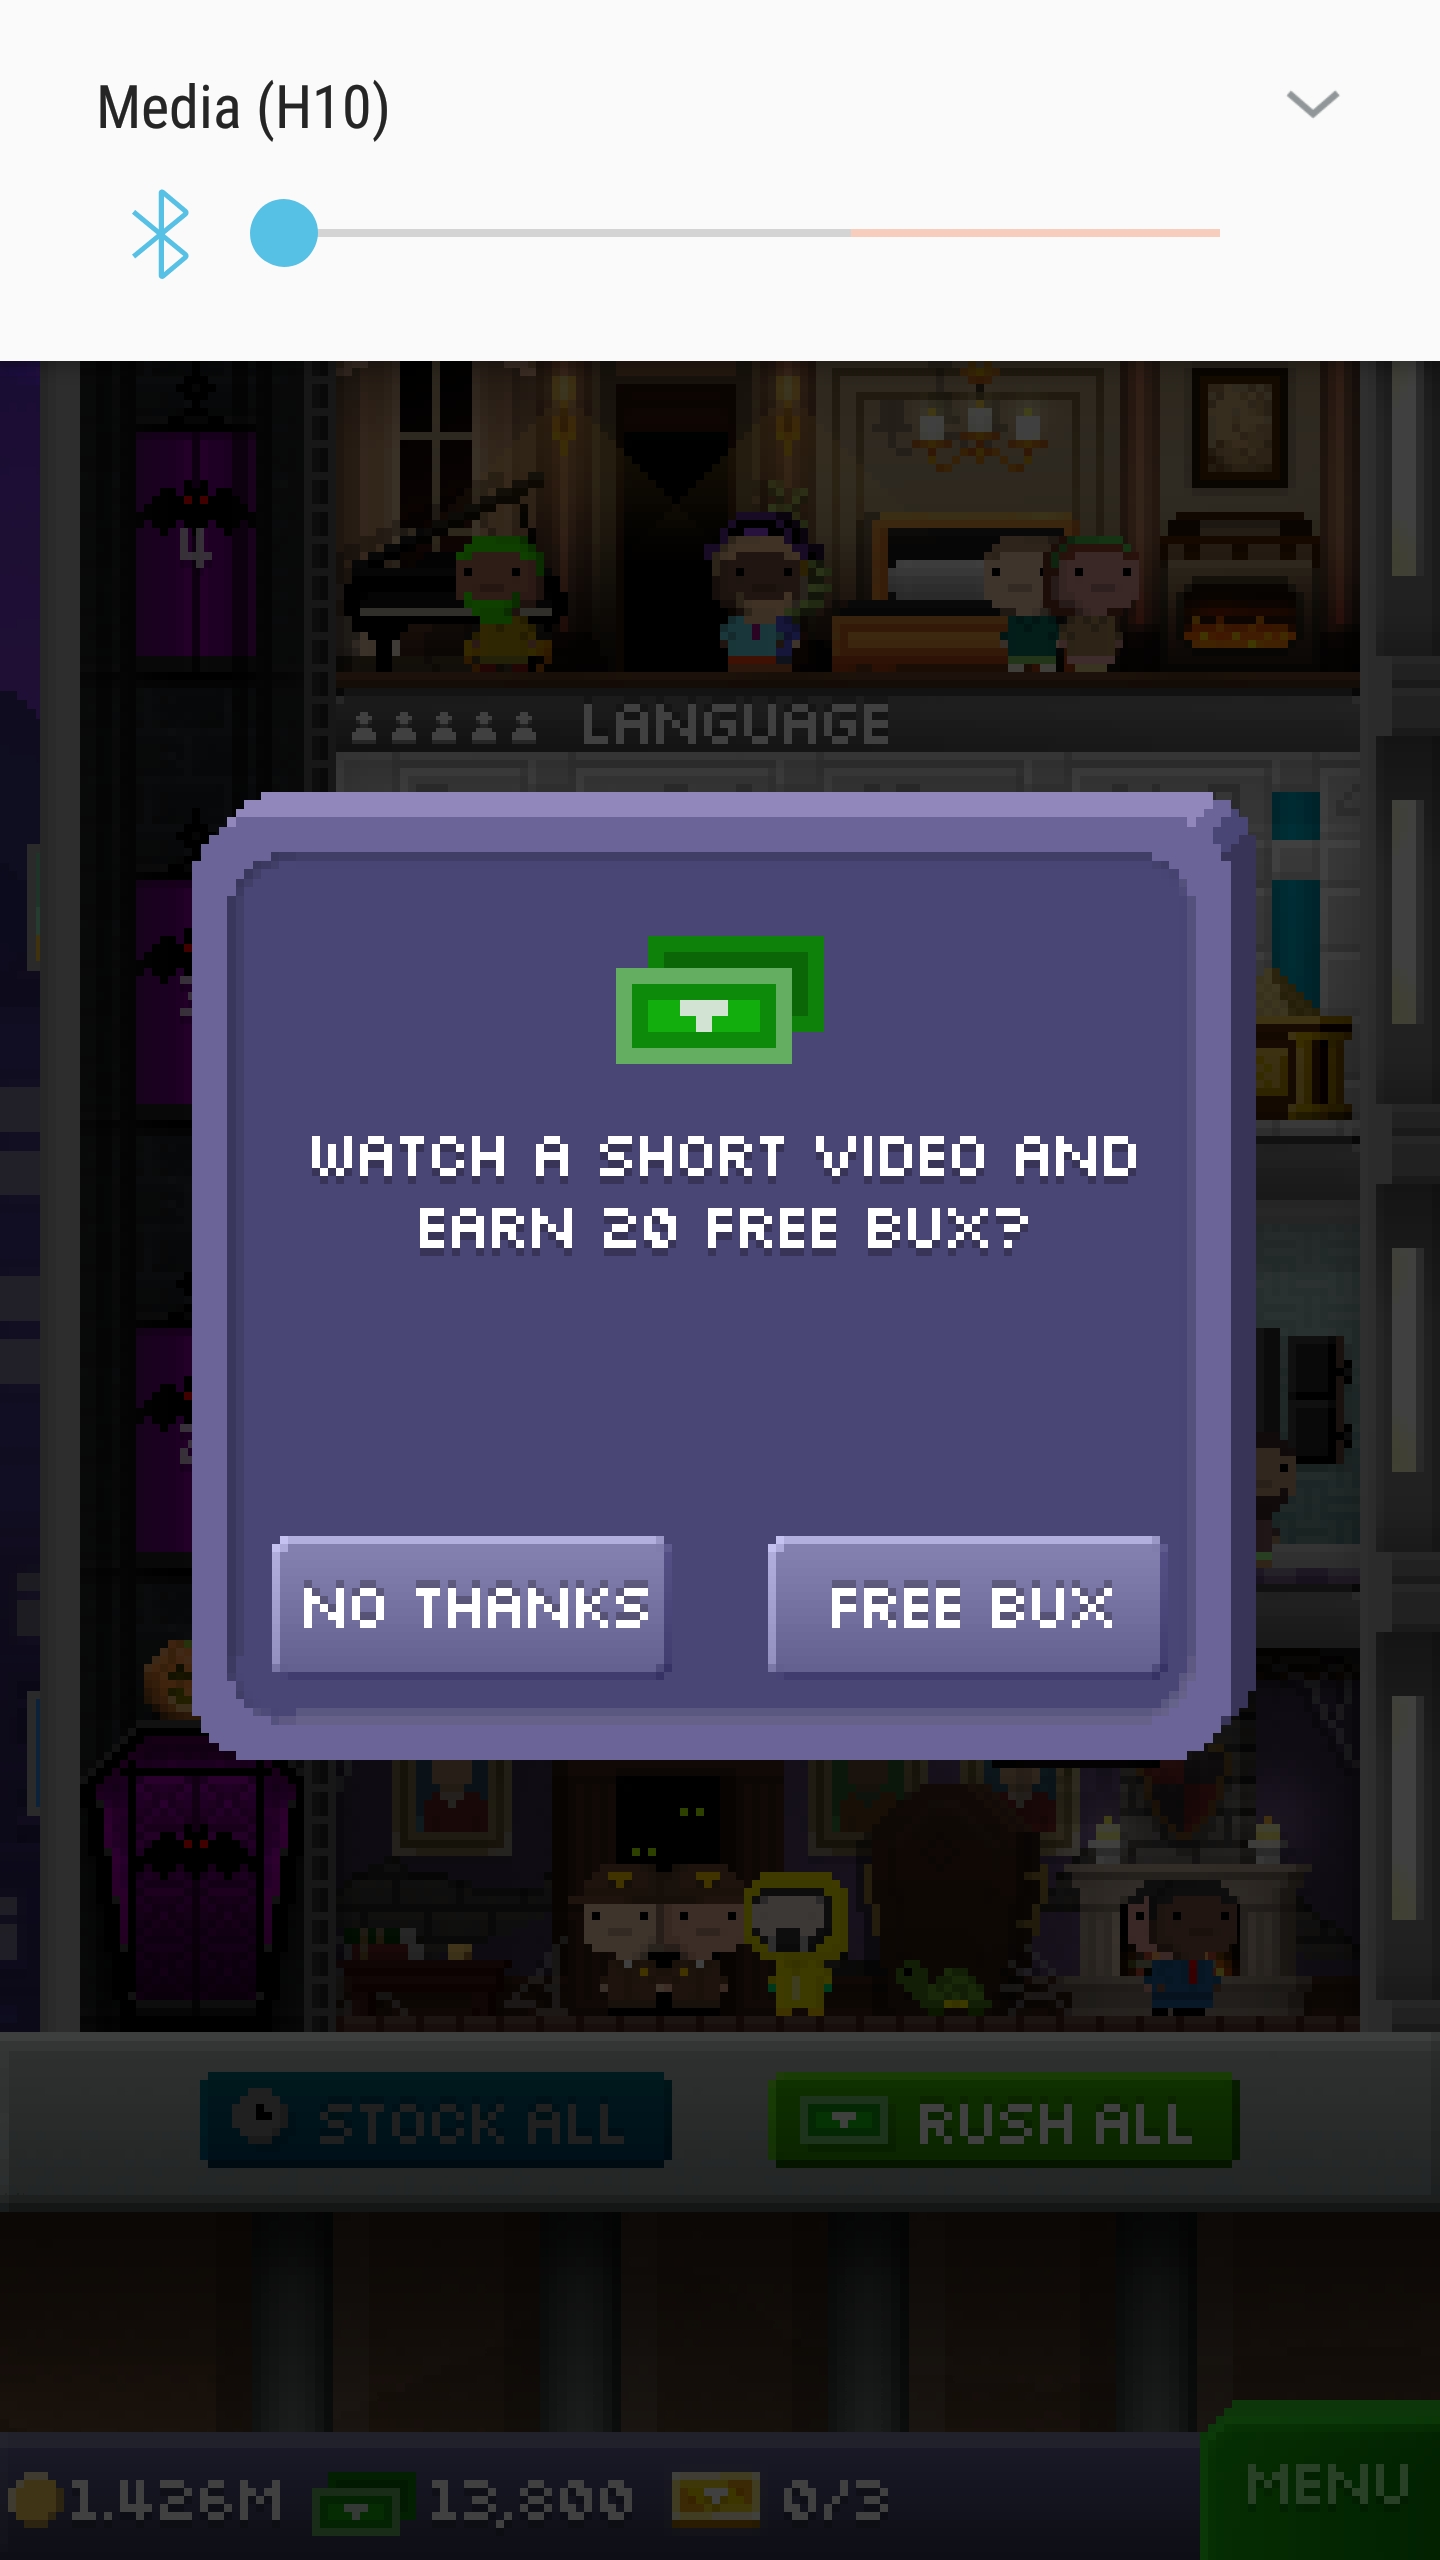 Media (H10)
4
LANGUAGE
WATCH A SHORT VIDEO AND
EARN 20 FREE BUX?
NO THANKS
FREE BUX
STOCK ALL
RUSH ALL
1.426M
13,800
0/3
MENU